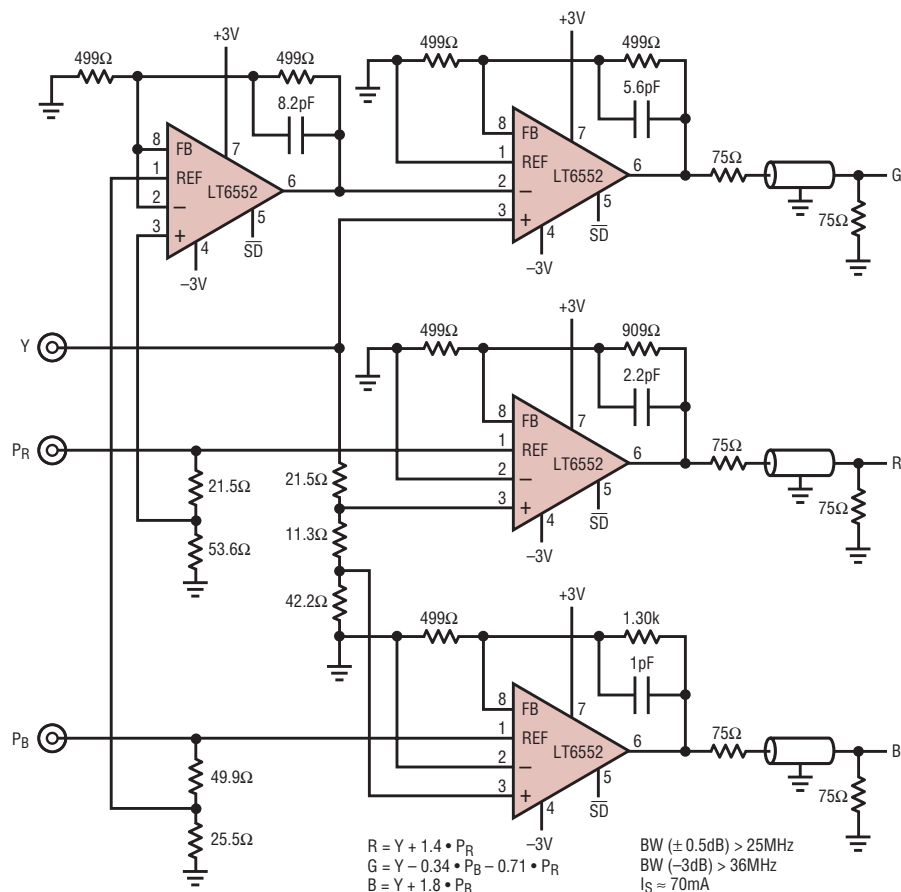 +3V
499Ω
499Ω
8.2pF
8
FB
7
1
REF
LT6552
6
2
−
3
+
5
SD
4
−3V
+3V
499Ω
499Ω
5.6pF
8
FB
7
1
REF
LT6552
6
2
−
3
+
5
SD
4
−3V
75Ω
G
75Ω
Y
+3V
499Ω
909Ω
2.2pF
8
FB
7
PR
1
REF
LT6552
6
2
−
3
+
5
SD
4
−3V
75Ω
R
75Ω
21.5Ω
53.6Ω
21.5Ω
11.3Ω
42.2Ω
+3V
499Ω
1.30k
1pF
8
FB
7
PB
1
REF
LT6552
6
2
−
3
+
5
SD
4
−3V
75Ω
B
75Ω
49.9Ω
25.5Ω
R = Y + 1.4 • PR
G = Y − 0.34 • PB − 0.71 • PR
B = Y + 1.8 • PB
BW (± 0.5dB) > 25MHz
BW (−3dB) > 36MHz
IS ≈ 70mA